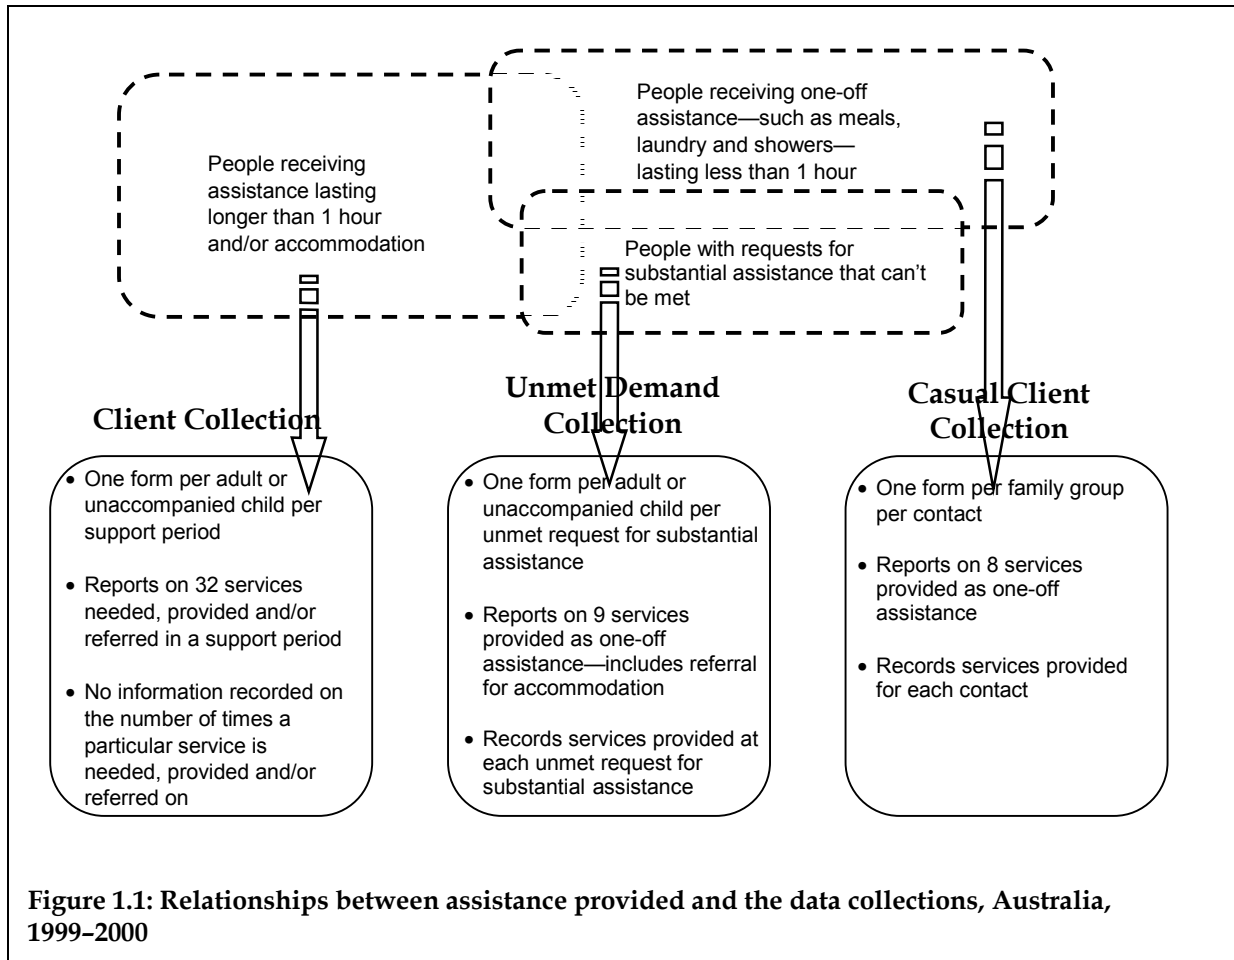 People receiving
assistance lasting
longer than 1 hour
and/or accommodation
People receiving one-off
assistance—such as meals,
laundry and showers—
lasting less than 1 hour
People with requests for
substantial assistance that can’t
be met
Client Collection
• One form per adult or
unaccompanied child per
support period
• Reports on 32 services
needed, provided and/or
referred in a support period
• No information recorded on
the number of times a
particular service is
needed, provided and/or
referred on
Unmet Demand
Collection
• One form per adult or
unaccompanied child per
unmet request for substantial
assistance
• Reports on 9 services
provided as one-off
assistance—includes referral
for accommodation
• Records services provided at
each unmet request for
substantial assistance
Casual Client
Collection
• One form per family group
per contact
• Reports on 8 services
provided as one-off
assistance
• Records services provided
for each contact
Figure 1.1: Relationships between assistance provided and the data collections, Australia,
1999–2000